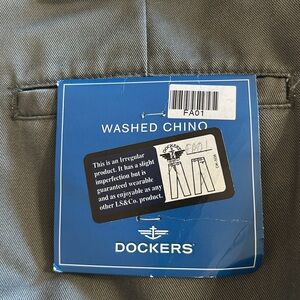 FA01
WASHED CHINO
This is an Irregular
product. It has a slight
imperfection but is
guaranteed wearable
and as enjoyable as any
other LS&Co. product.
DOCKERS